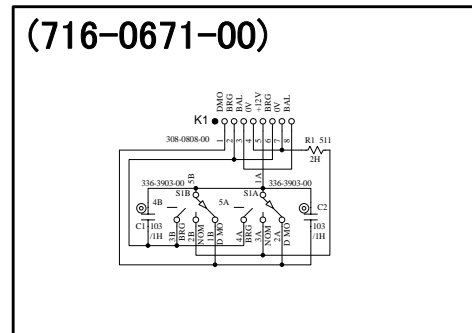 (716-0671-00)
K1
DMO
BRG
BAL
0V
+12V
BRG
0V
BAL
1
2
3
4
5
6
7
8
308-0808-00
R1 511
2H
336-3903-00
5B
1A
336-3903-00
S1B
S1A
4B
5A
C1
103
/1H
C2
103
/1H
3B
BRG
2B
NOM
1B
D MO
4A
BRG
3A
NOM
2A
D MO